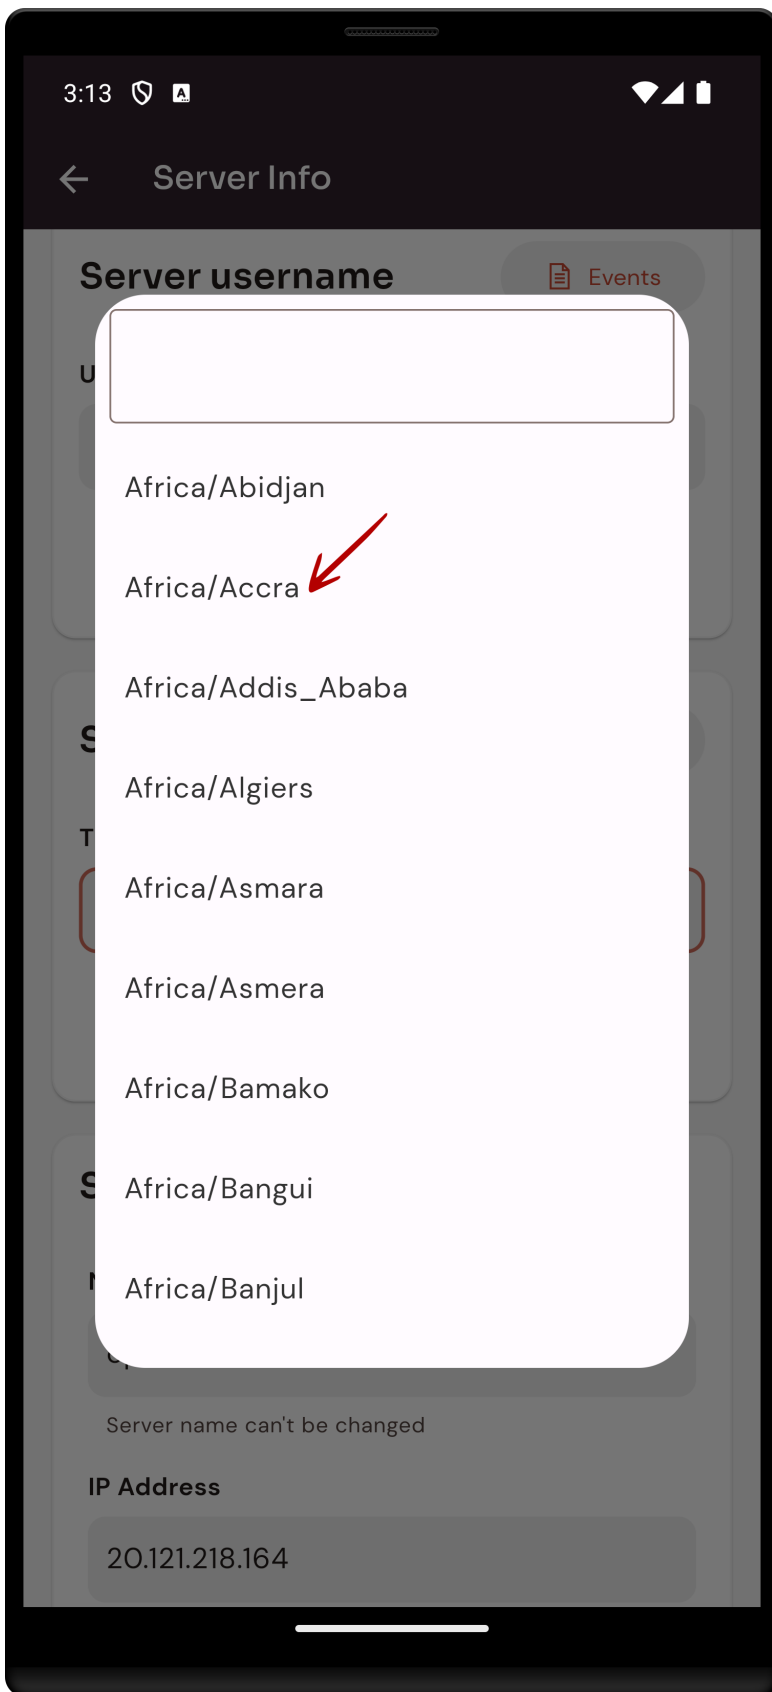 3:13
Server Info
Server username
Events
Africa/Abidjan
Africa/Accra
Africa/Addis_Ababa
Africa/Algiers
Africa/Asmara
Africa/Asmera
Africa/Bamako
Africa/Bangui
Africa/Banjul
Server name can't be changed
IP Address
20.121.218.164